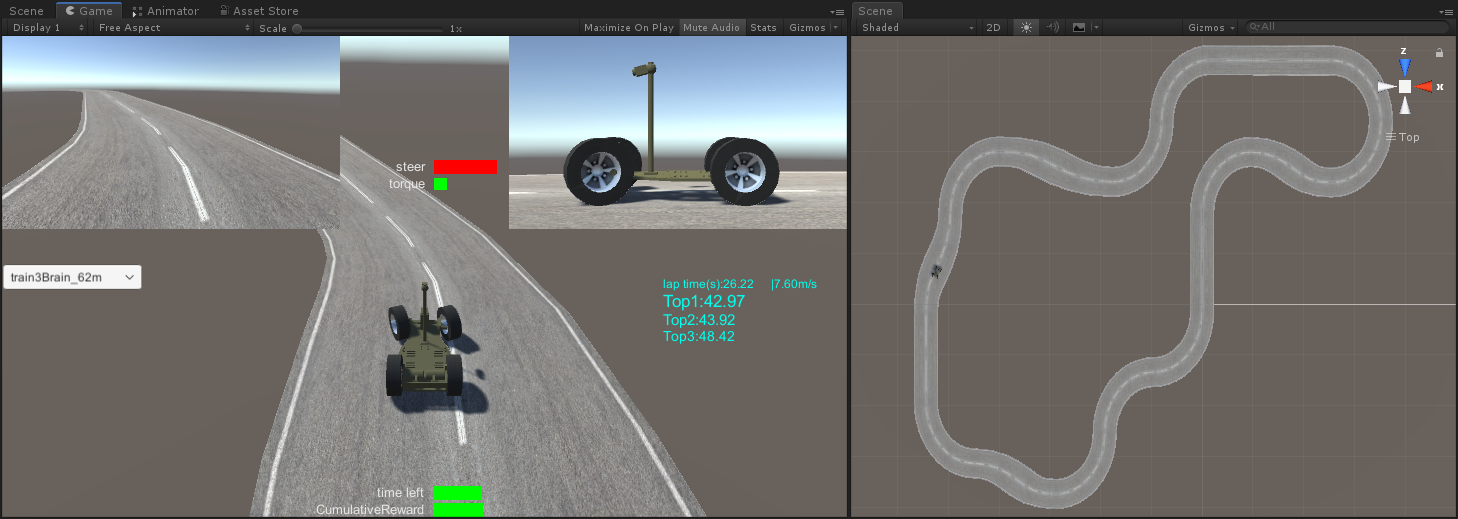 Scene Game Animator Asset Store
Display 1 Free Aspect Scale 1x Maximize On Play Mute Audio Stats Gizmos
steer
torque
train3Brain_62m
lap time(s):26.22 |7.60m/s
Top1:42.97
Top2:43.92
Top3:48.42
time left
CumulativeReward
Scene
Shaded 2D Gizmos All
z
x
Top